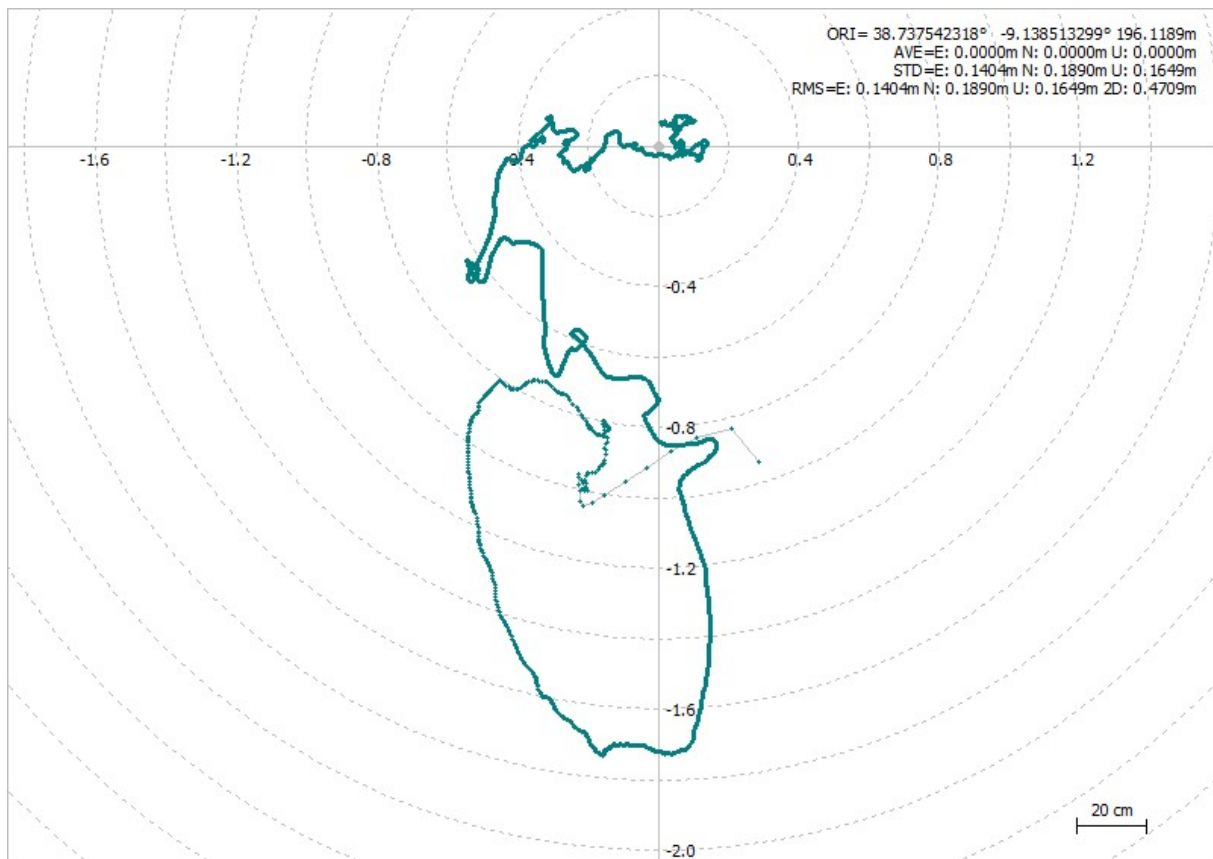 ORI= 38.737542318° -9.138513299° 196.1189m
AVE=E: 0.0000m N: 0.0000m U: 0.0000m
STD=E: 0.1404m N: 0.1890m U: 0.1649m
RMS=E: 0.1404m N: 0.1890m U: 0.1649m 2D: 0.4709m
-1.6 -1.2 -0.8 -0.4 0.4 0.8 1.2
-0.4
-0.8
-1.2
-1.6
20 cm
-2.0